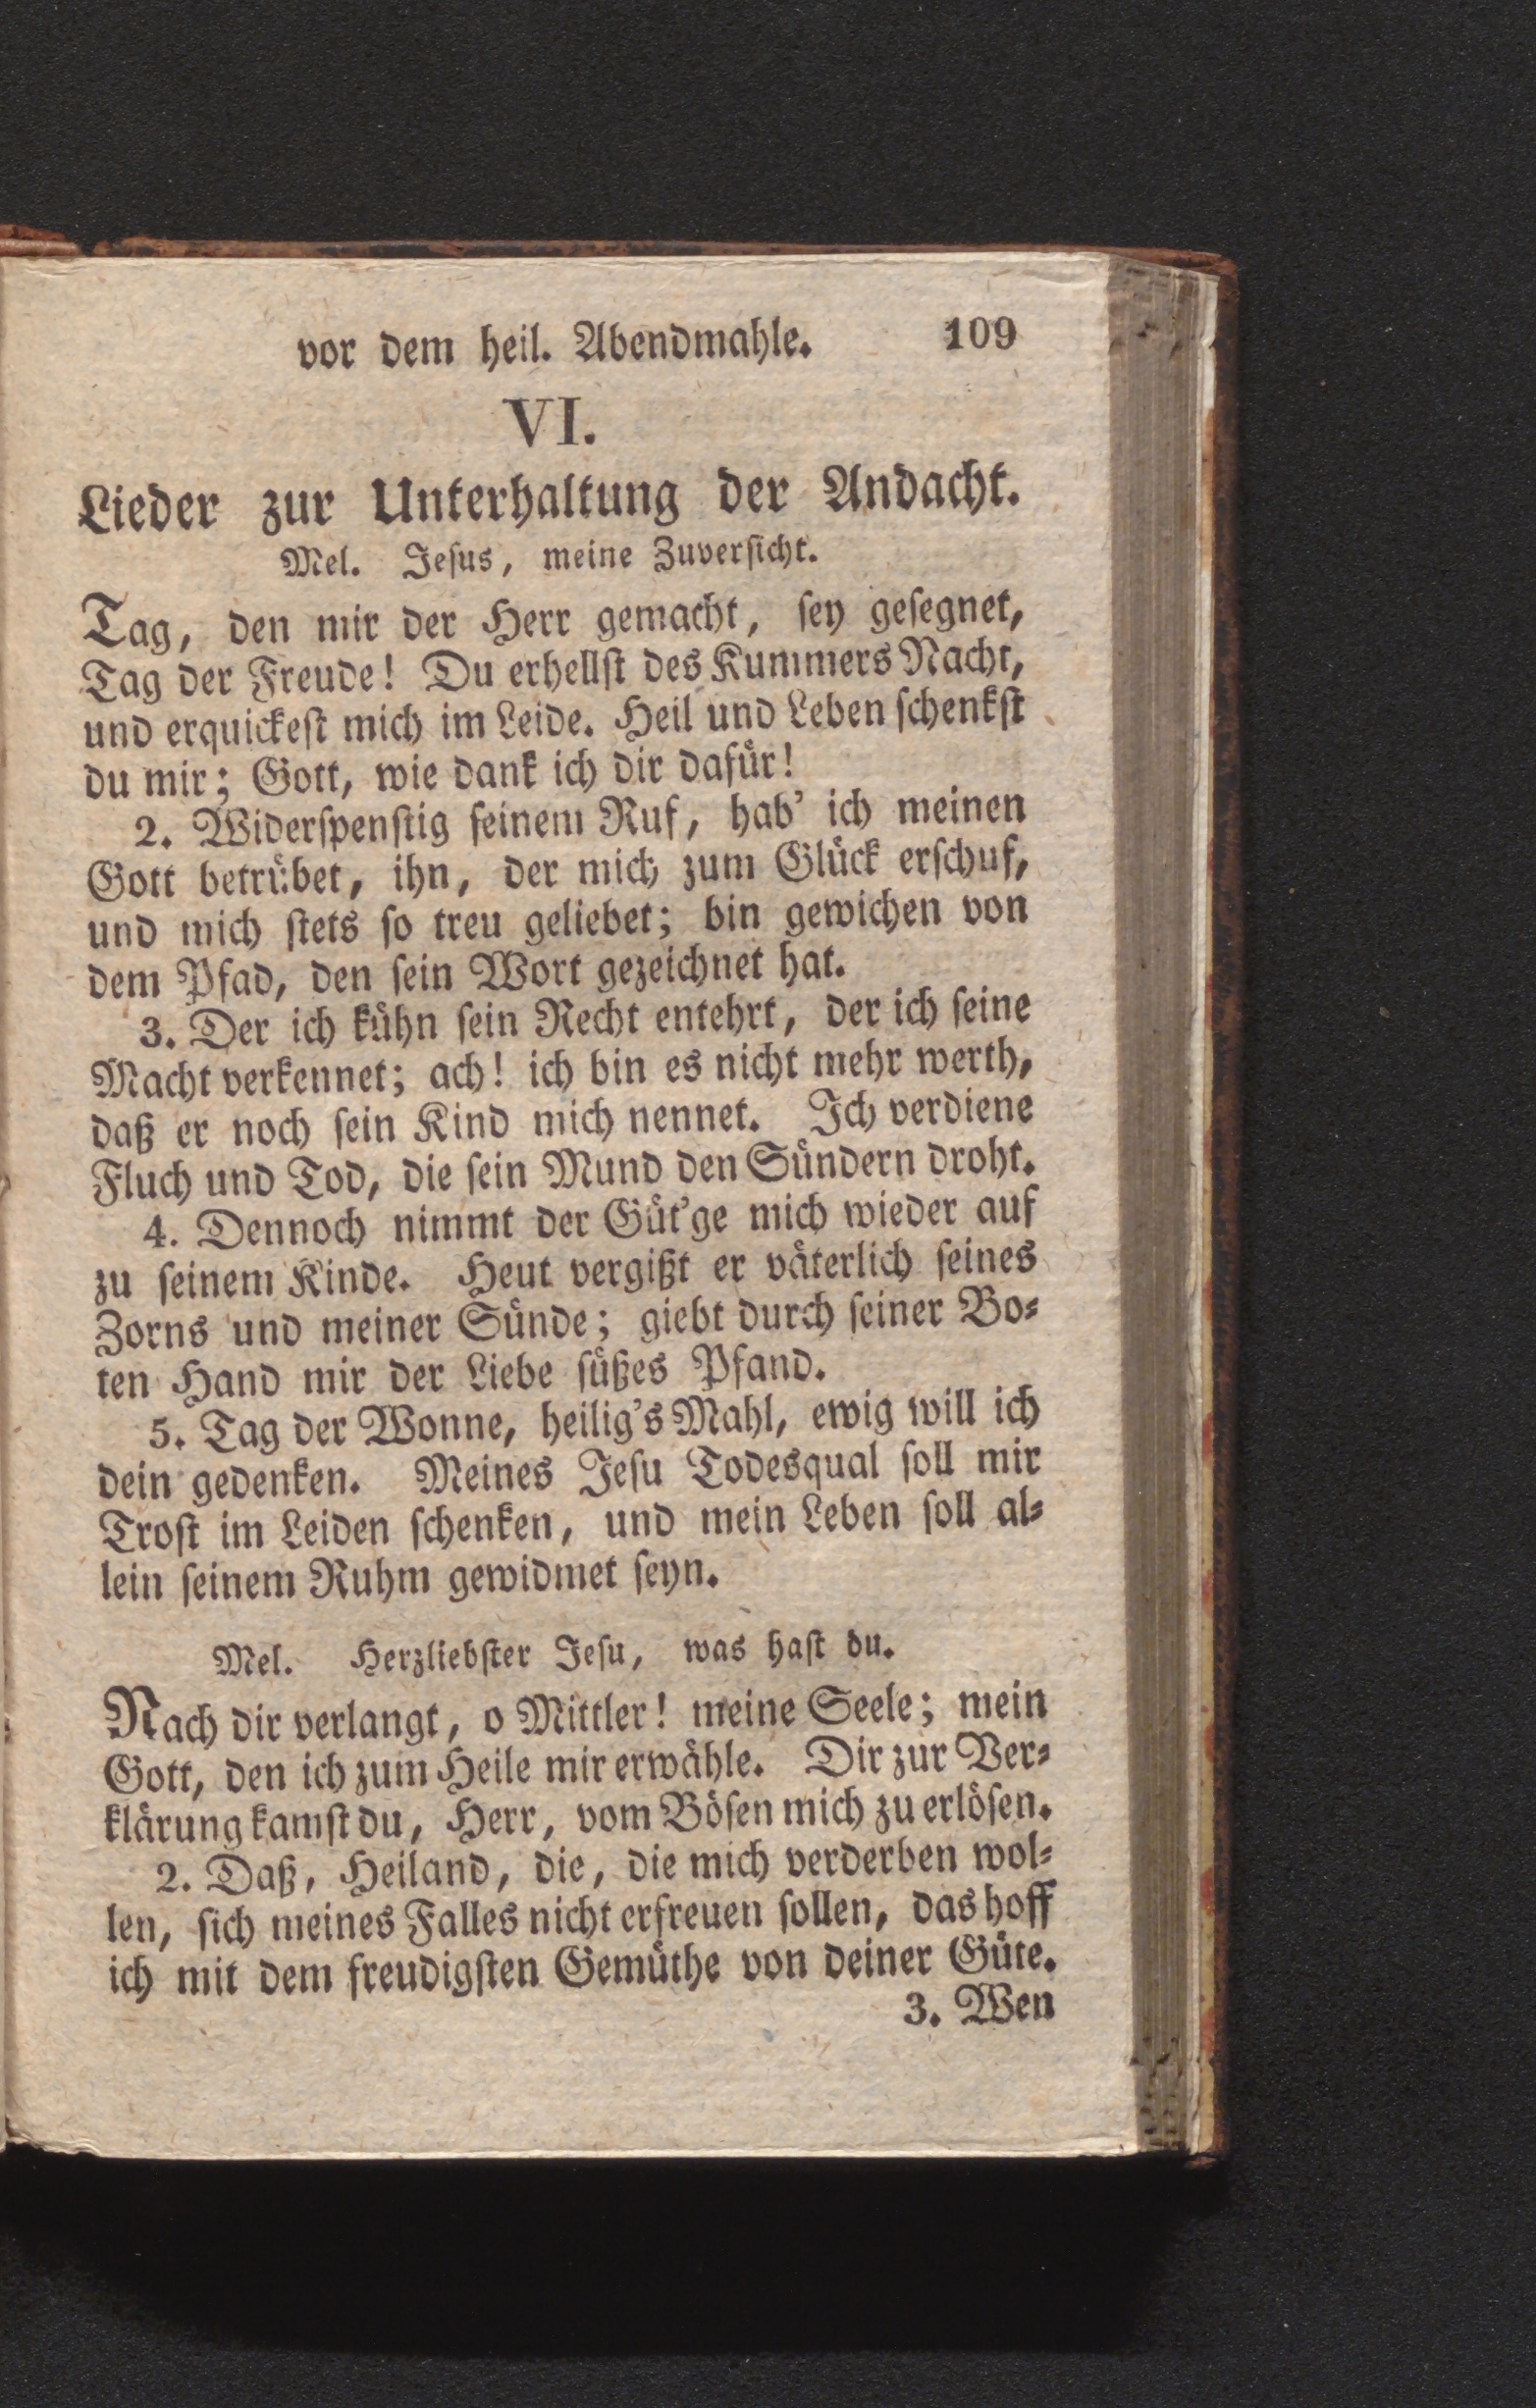 vor dem heil. Abendmahle. 109
VI.
Lieder zur Unterhaltung der Andacht.
Mel. Jeſus, meine Zuverſicht.
Tag, den mir der Herr gemacht, ſey geſegnet,
Tag der Freude! Du erhellſt des Kummers Nacht,
und erquickeſt mich im Leide. Heil und Leben ſchenkſt
du mir; Gott, wie dank ich dir dafür!
2. Widerſpenſtig ſeinem Ruf, hab' ich meinen
Gott betrübet, ihn, der mich zum Glück erſchuf,
und mich ſtets ſo treu geliebet; bin gewichen von
dem Pfad, den ſein Wort gezeichnet hat.
3. Der ich kühn ſein Recht entehrt, der ich ſeine
Macht verkennet; ach! ich bin es nicht mehr werth,
daß er noch ſein Kind mich nennet. Ich verdiene
Fluch und Tod, die ſein Mund den Sündern droht.
4. Dennoch nimmt der Güt'ge mich wieder auf
zu ſeinem Kinde. Heut vergißt er väterlich ſeines
Zorns und meiner Sünde; giebt durch ſeiner Bo⸗
ten Hand mir der Liebe ſüßes Pfand.
5. Tag der Wonne, heilig's Mahl, ewig will ich
dein gedenken. Meines Jeſu Todesqual ſoll mir
Troſt im Leiden ſchenken, und mein Leben ſoll al⸗
lein ſeinem Ruhm gewidmet ſeyn.
Mel. Herzliebſter Jeſu, was haſt du.
Nach dir verlangt, o Mittler! meine Seele; mein
Gott, den ich zum Heile mir erwähle. Dir zur Ver⸗
klärung kamſt du, Herr, vom Böſen mich zu erlöſen.
2. Daß, Heiland, die, die mich verderben wol⸗
len, ſich meines Falles nicht erfreuen ſollen, das hoff
ich mit dem freudigſten Gemüthe von deiner Güte.
3. Wen